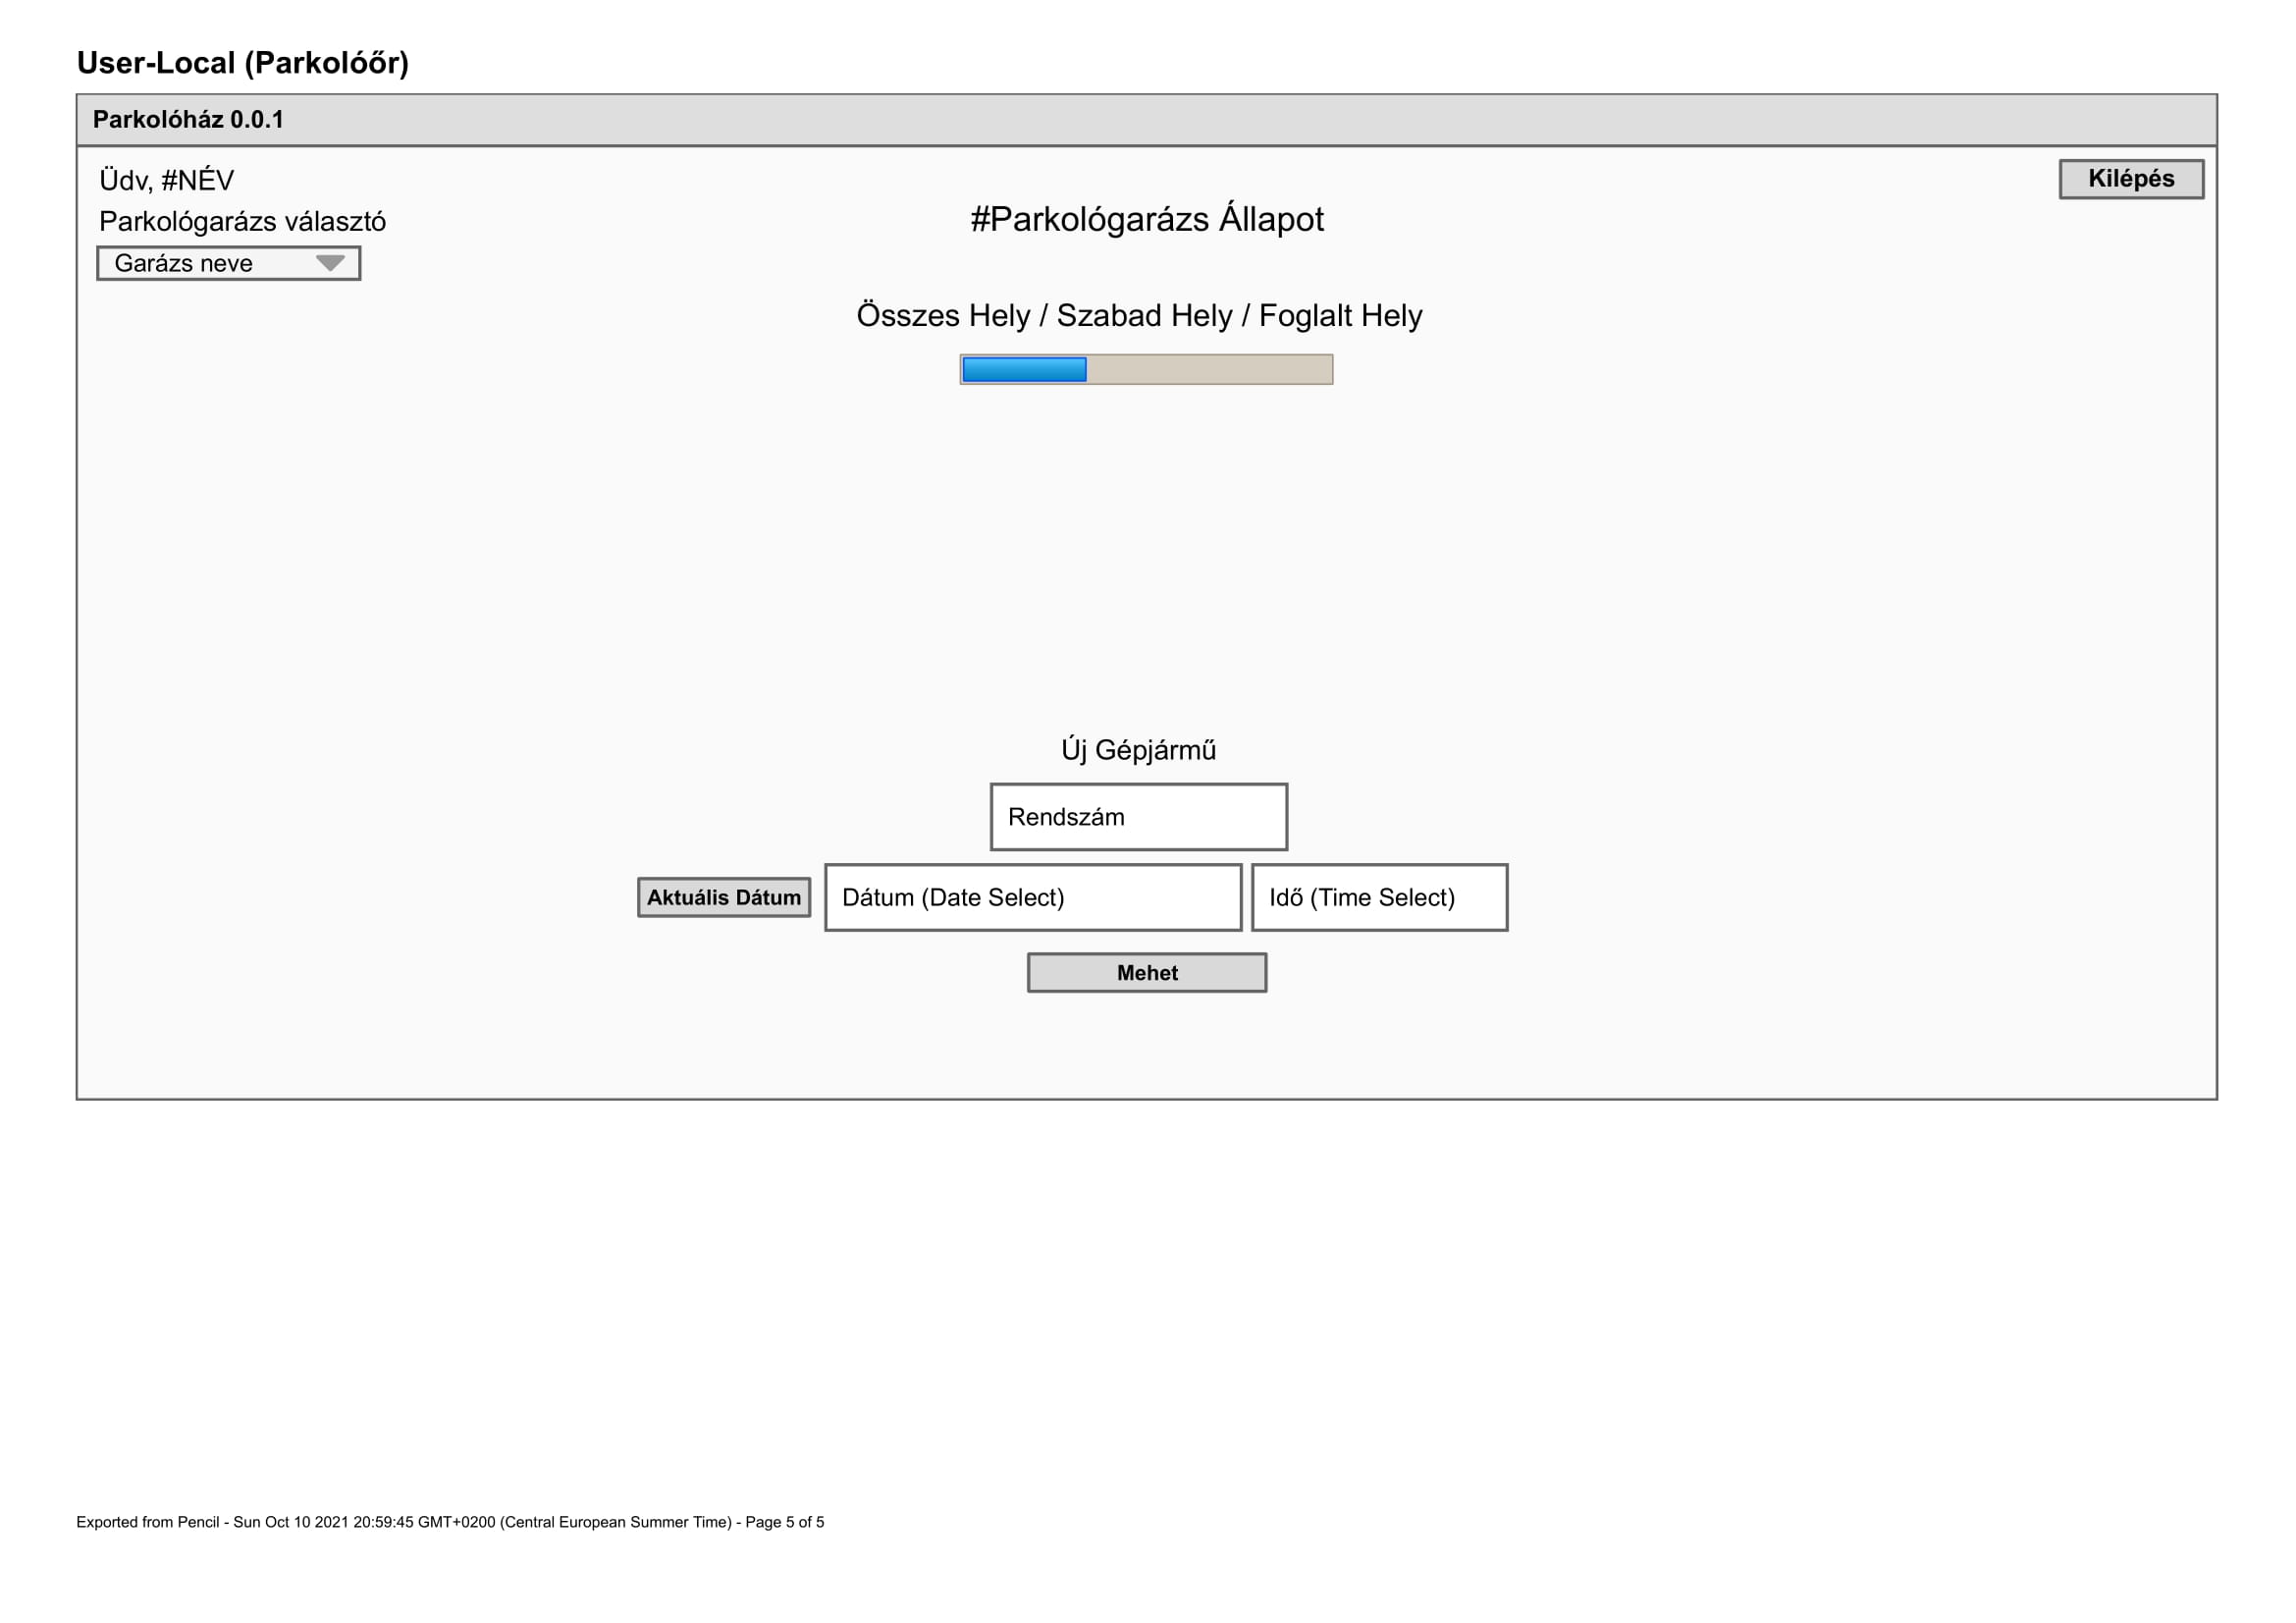 User-Local (Parkolóőr)
Parkolóház 0.0.1
Üdv, #NÉV
Kilépés
Parkológarázs választó
#Parkológarázs Állapot
Garázs neve
Összes Hely / Szabad Hely / Foglalt Hely
Új Gépjármű
Rendszám
Aktuális Dátum
Dátum (Date Select)
Idő (Time Select)
Mehet
Exported from Pencil - Sun Oct 10 2021 20:59:45 GMT+0200 (Central European Summer Time) - Page 5 of 5